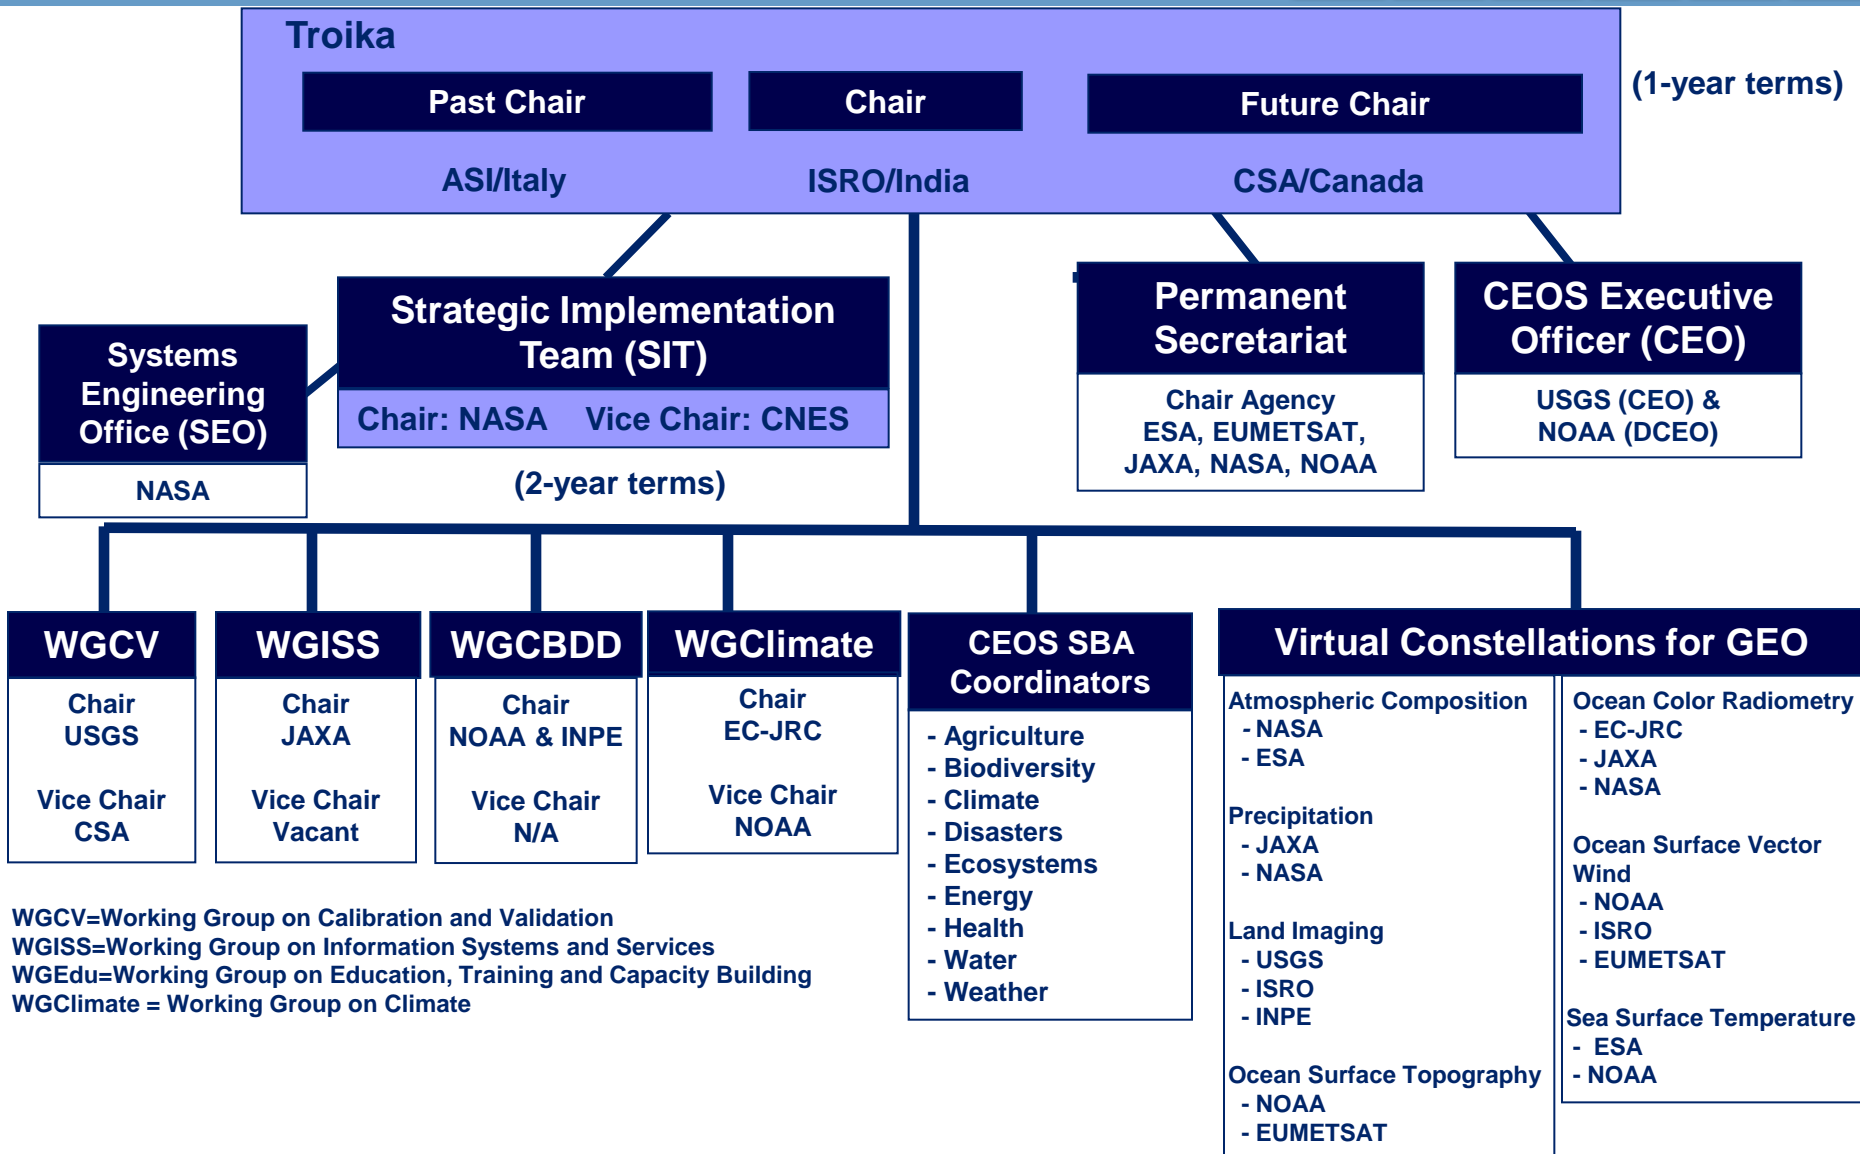 Troika
Past Chair
Chair
Future Chair
(1-year terms)
ASI/Italy
ISRO/India
CSA/Canada
Systems
Engineering
Office (SEO)
NASA
Strategic Implementation
Team (SIT)
Chair: NASA Vice Chair: CNES
(2-year terms)
Permanent
Secretariat
Chair Agency
ESA, EUMETSAT,
JAXA, NASA, NOAA
CEOS Executive
Officer (CEO)
USGS (CEO) &
NOAA (DCEO)
WGCV
Chair
USGS
Vice Chair
CSA
WGISS
Chair
JAXA
Vice Chair
Vacant
WGCBDD
Chair
NOAA & INPE
Vice Chair
N/A
WGClimate
Chair
EC-JRC
Vice Chair
NOAA
CEOS SBA
Coordinators
- Agriculture
- Biodiversity
- Climate
- Disasters
- Ecosystems
- Energy
- Health
- Water
- Weather
Virtual Constellations for GEO
Atmospheric Composition
- NASA
- ESA
Precipitation
- JAXA
- NASA
Land Imaging
- USGS
- ISRO
- INPE
Ocean Surface Topography
- NOAA
- EUMETSAT
Ocean Color Radiometry
- EC-JRC
- JAXA
- NASA
Ocean Surface Vector
Wind
- NOAA
- ISRO
- EUMETSAT
Sea Surface Temperature
- ESA
- NOAA
WGCV=Working Group on Calibration and Validation
WGISS=Working Group on Information Systems and Services
WGEdu=Working Group on Education, Training and Capacity Building
WGClimate = Working Group on Climate